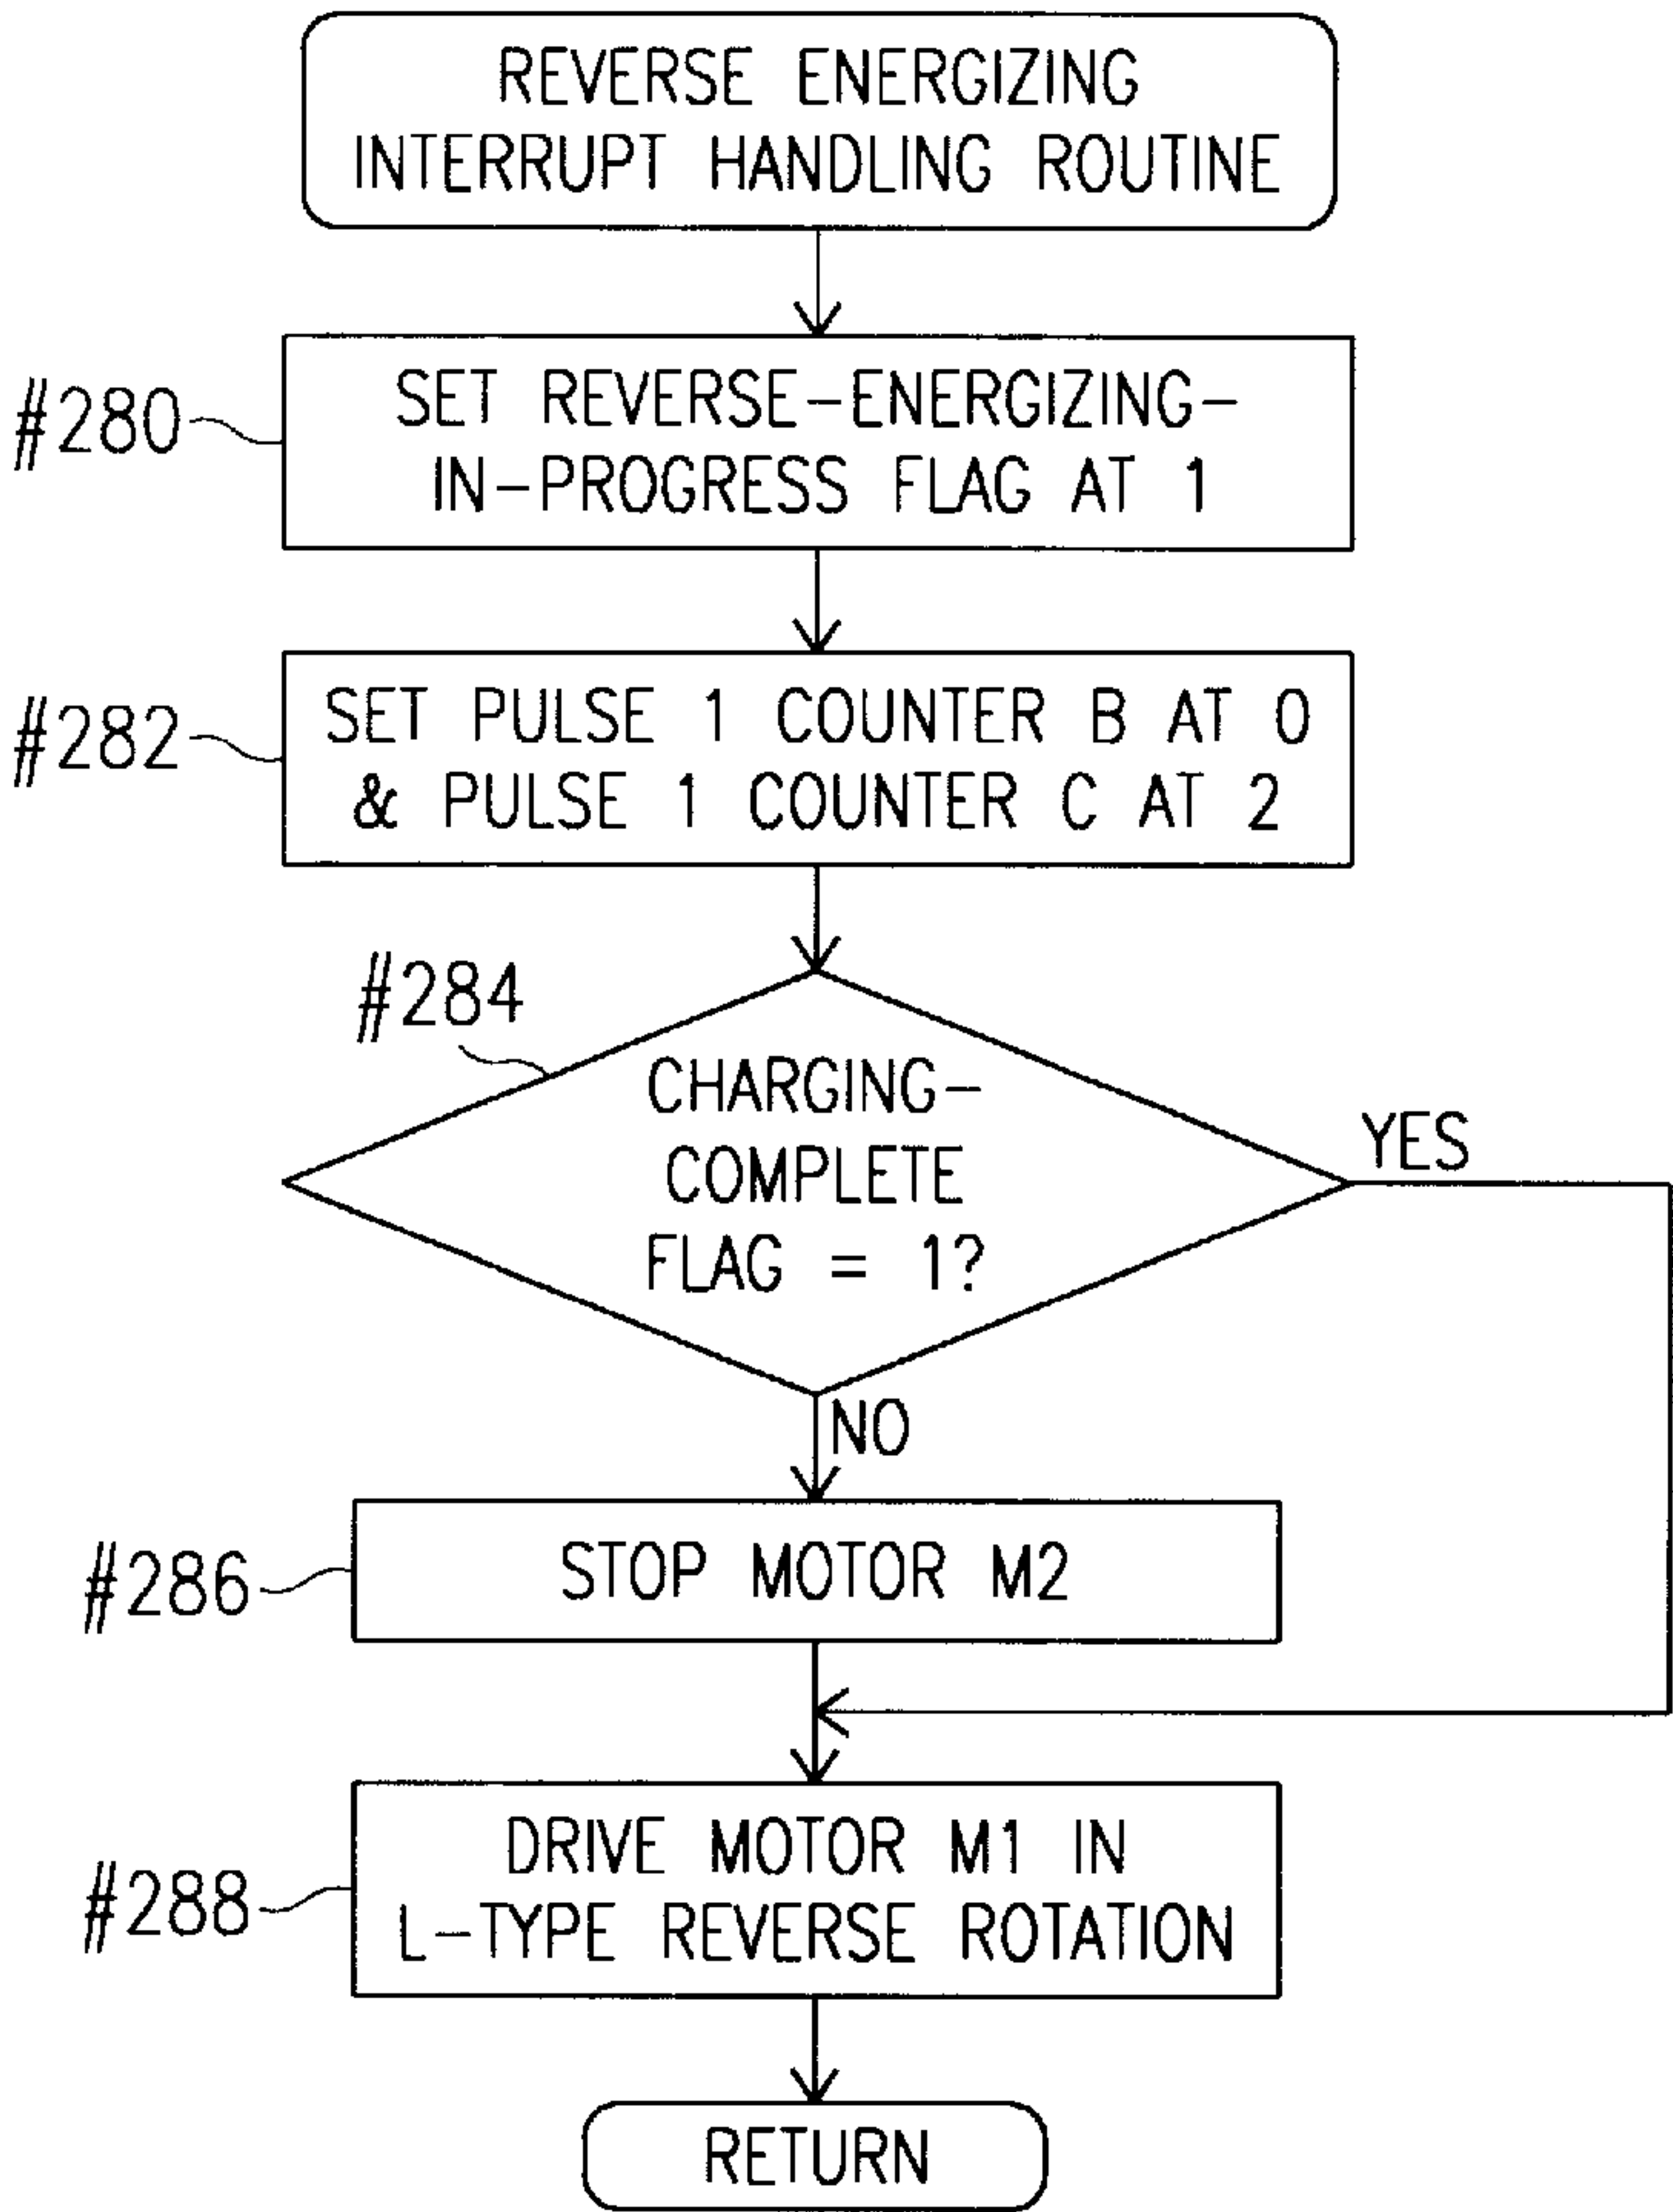 REVERSE ENERGIZING
INTERRUPT HANDLING ROUTINE
#280
SET REVERSE-ENERGIZING-
IN-PROGRESS FLAG AT 1
#282
SET PULSE 1 COUNTER B AT 0
& PULSE 1 COUNTER C AT 2
#284
CHARGING-
COMPLETE
FLAG = 1?
YES
NO
#286
STOP MOTOR M2
#288
DRIVE MOTOR M1 IN
L-TYPE REVERSE ROTATION
RETURN